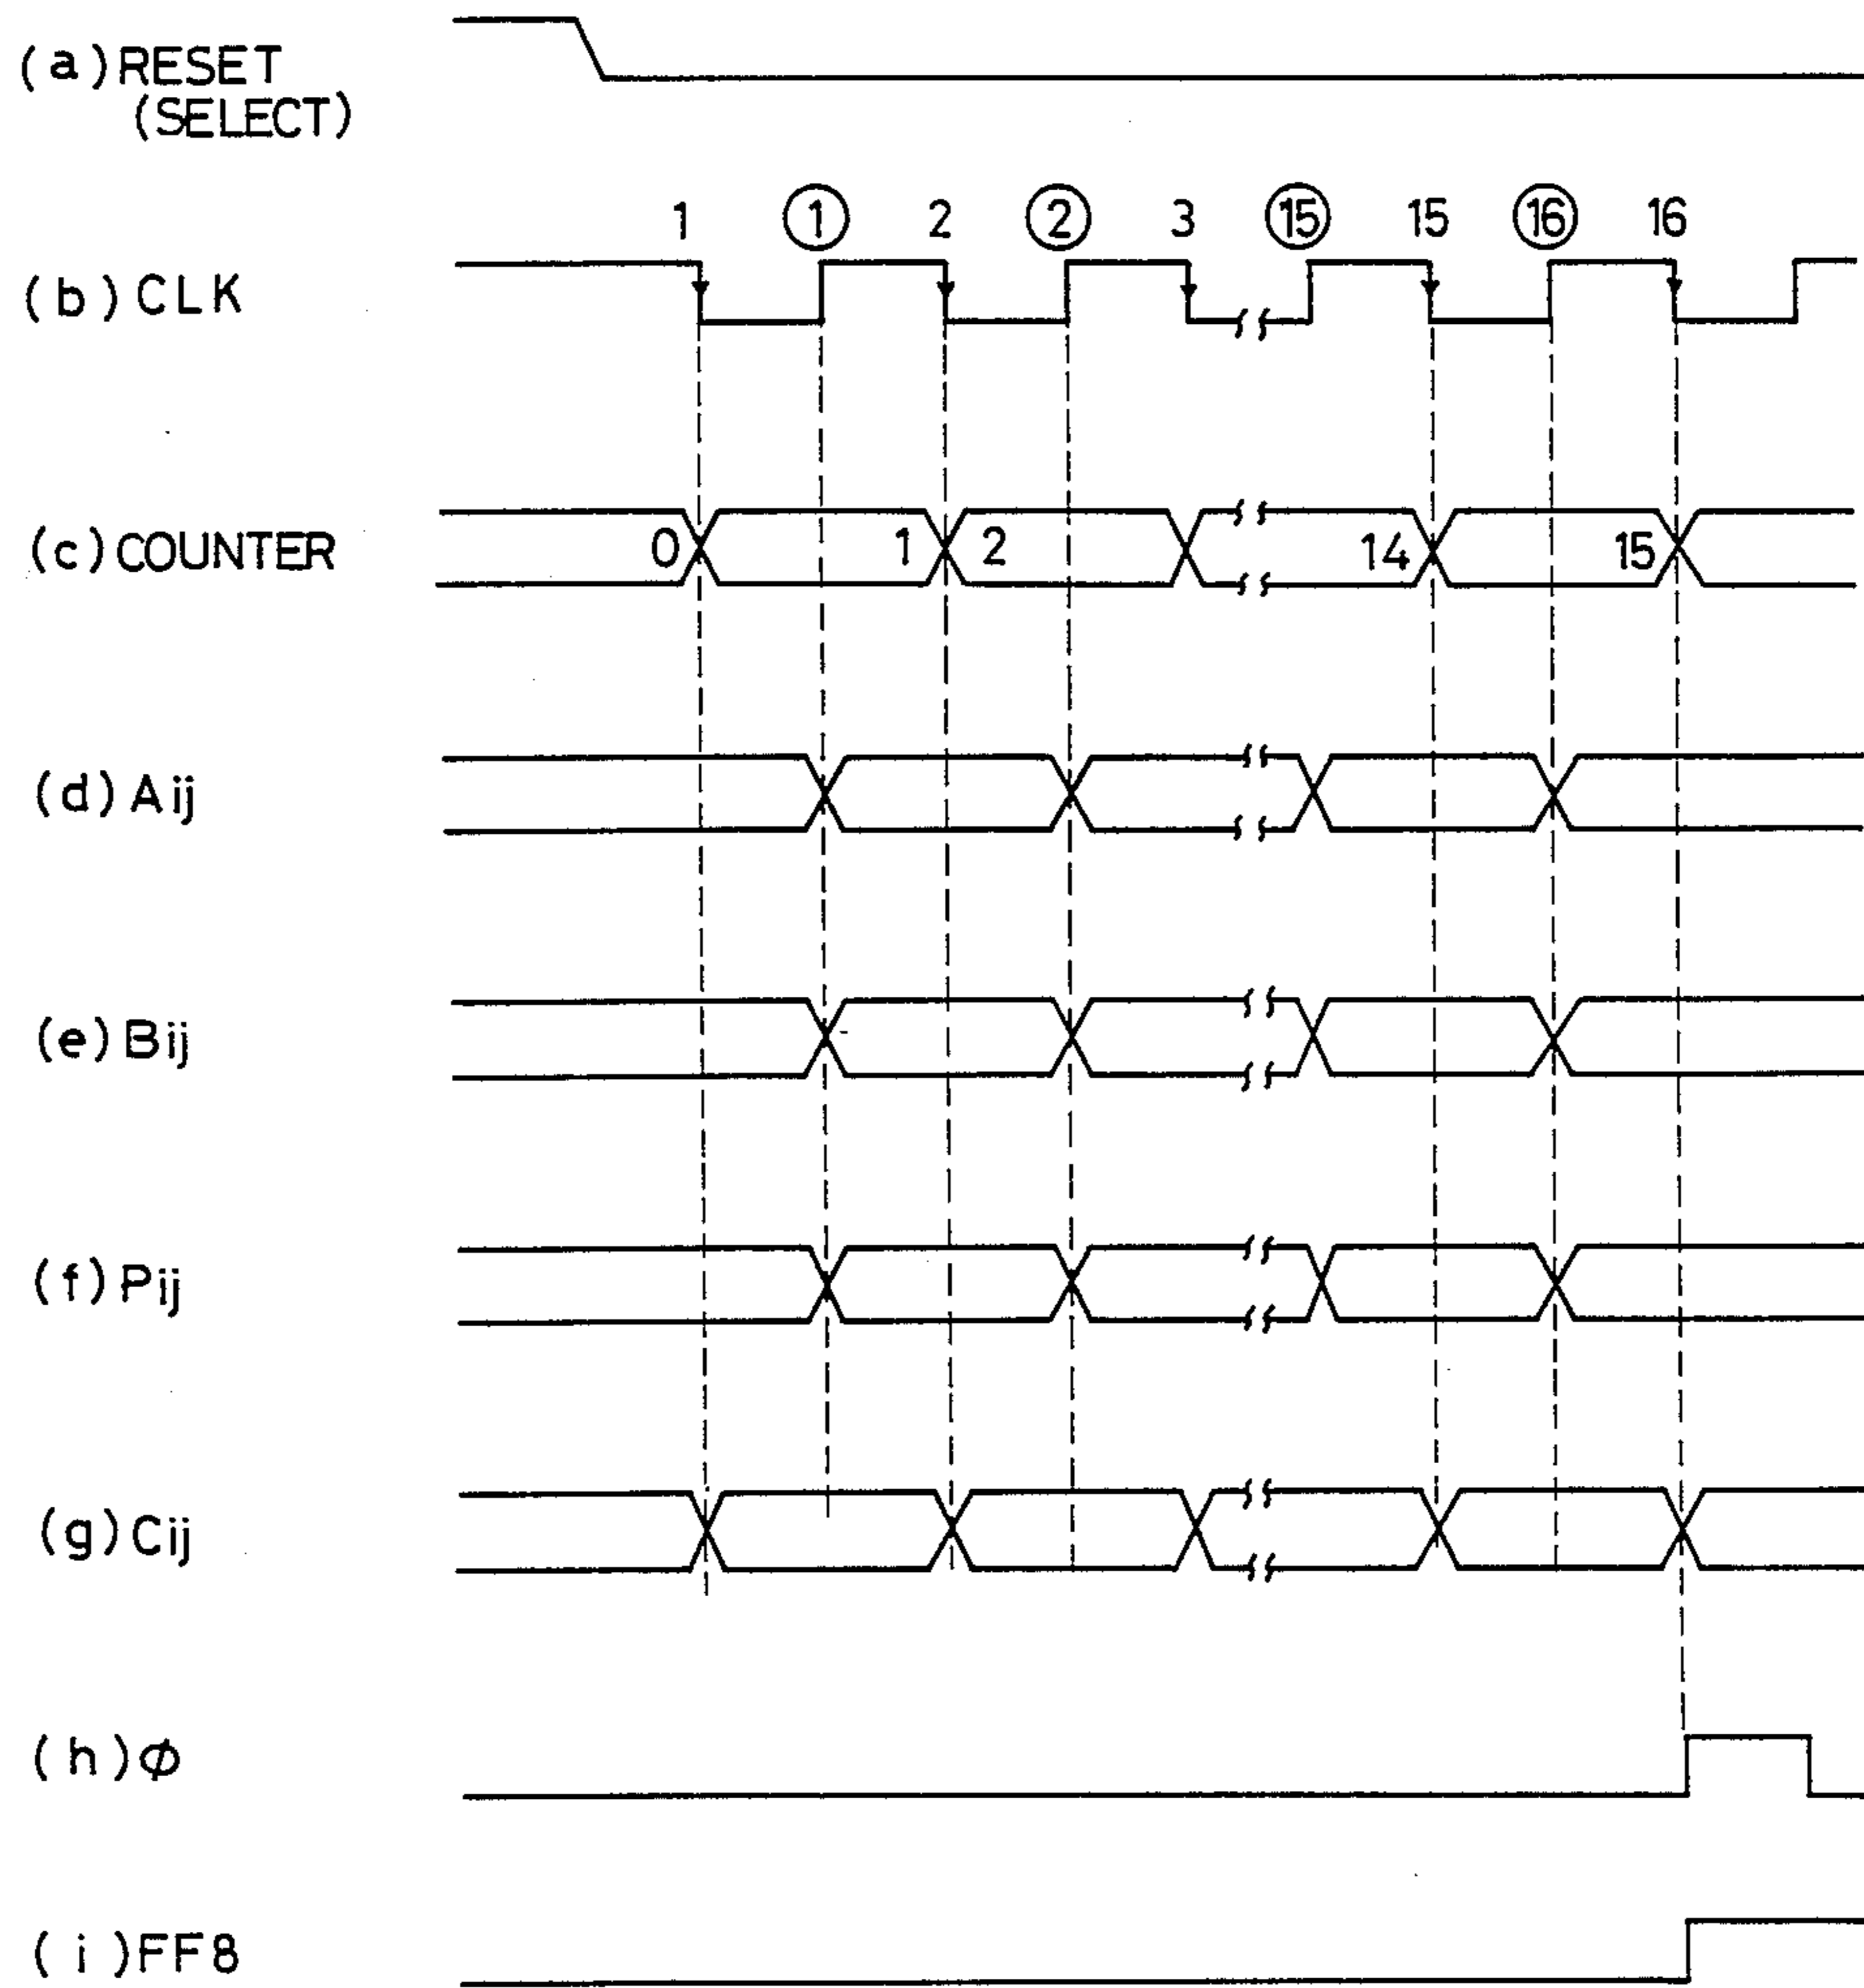 (a) RESET
(SELECT)
1 ① 2 ② 3 ⑮ 15 ⑯ 16
(b) CLK
(c) COUNTER 0 1 2 14 15
(d) Aij
(e) Bij
(f) Pij
(g) Cij
(h) Φ
(i) FF8